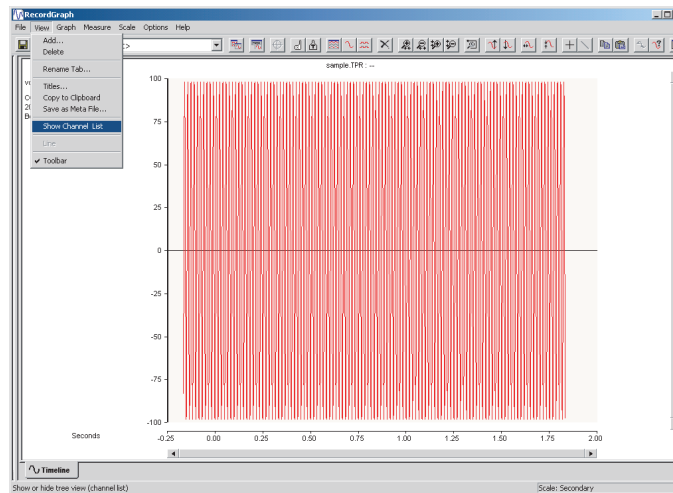 RecordGraph
File View Graph Measure Scale Options Help
Add...
Delete
Rename Tab...
Titles...
Copy to Clipboard
Save as Meta File...
Show Channel List
Line
Toolbar
sample.TPR : --
100
75
50
25
0
-25
-50
-75
-100
Seconds
-0.25 0.00 0.25 0.50 0.75 1.00 1.25 1.50 1.75 2.00
Timeline
Show or hide tree view (channel list) Scale: Secondary